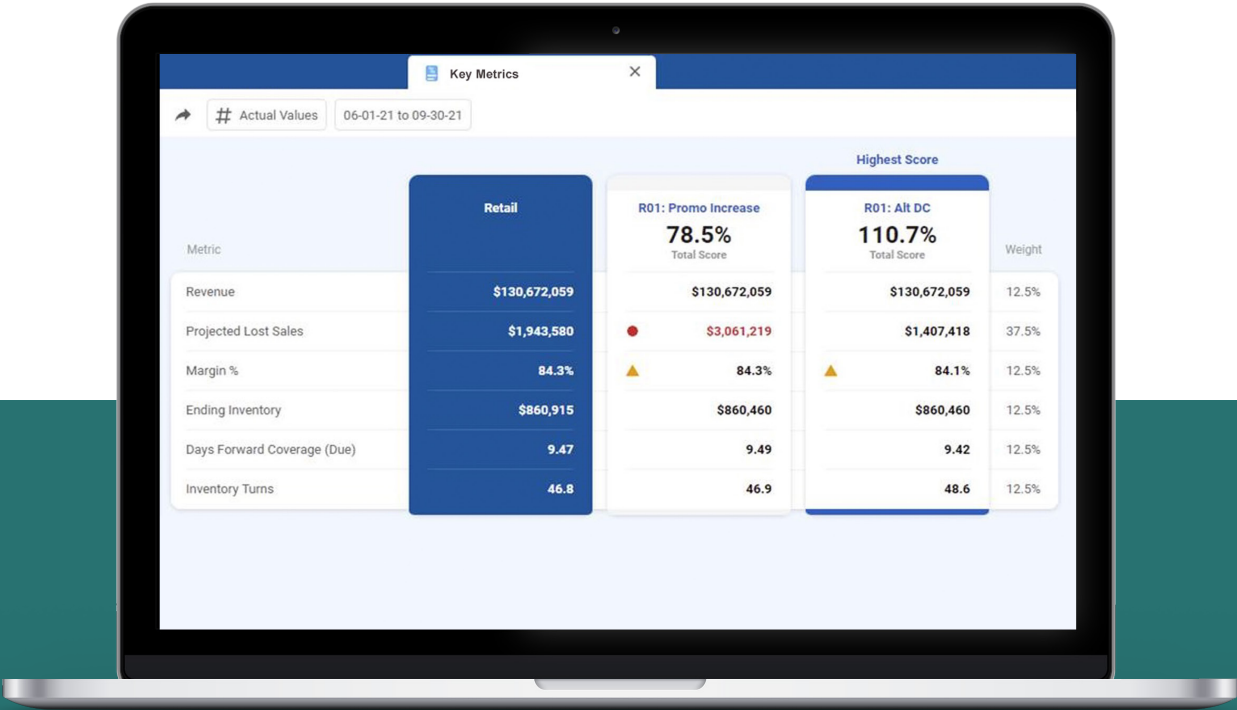 Key Metrics
Actual Values
06-01-21 to 09-30-21
Highest Score
Retail
R01: Promo Increase
R01: Alt DC
78.5%
110.7%
Metric
Total Score
Total Score
Weight
Revenue $130,672,059 $130,672,059 $130,672,059 12.5%
Projected Lost Sales $1,943,580 $3,061,219 $1,407,418 37.5%
Margin % 84.3% 84.3% 84.1% 12.5%
Ending Inventory $860,915 $860,460 $860,460 12.5%
Days Forward Coverage (Due) 9.47 9.49 9.42 12.5%
Inventory Turns 46.8 46.9 48.6 12.5%